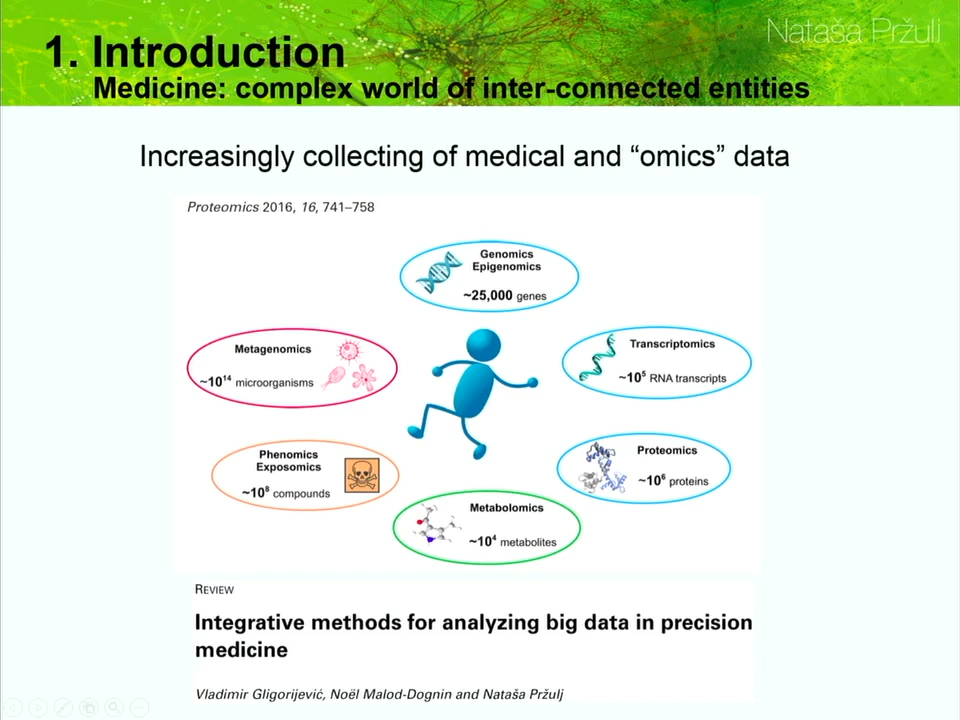 Nataša Pržulj
1. Introduction
Medicine: complex world of inter-connected entities
Increasingly collecting of medical and “omics” data
Proteomics 2016, 16, 741–758
Genomics
Epigenomics
~25,000 genes
Metagenomics
~10¹⁴ microorganisms
Transcriptomics
~10⁵ RNA transcripts
Phenomics
Exposomics
~10⁸ compounds
Proteomics
~10⁶ proteins
Metabolomics
~10⁴ metabolites
REVIEW
Integrative methods for analyzing big data in precision
medicine
Vladimir Gligorijević, Noël Malod-Dognin and Nataša Pržulj